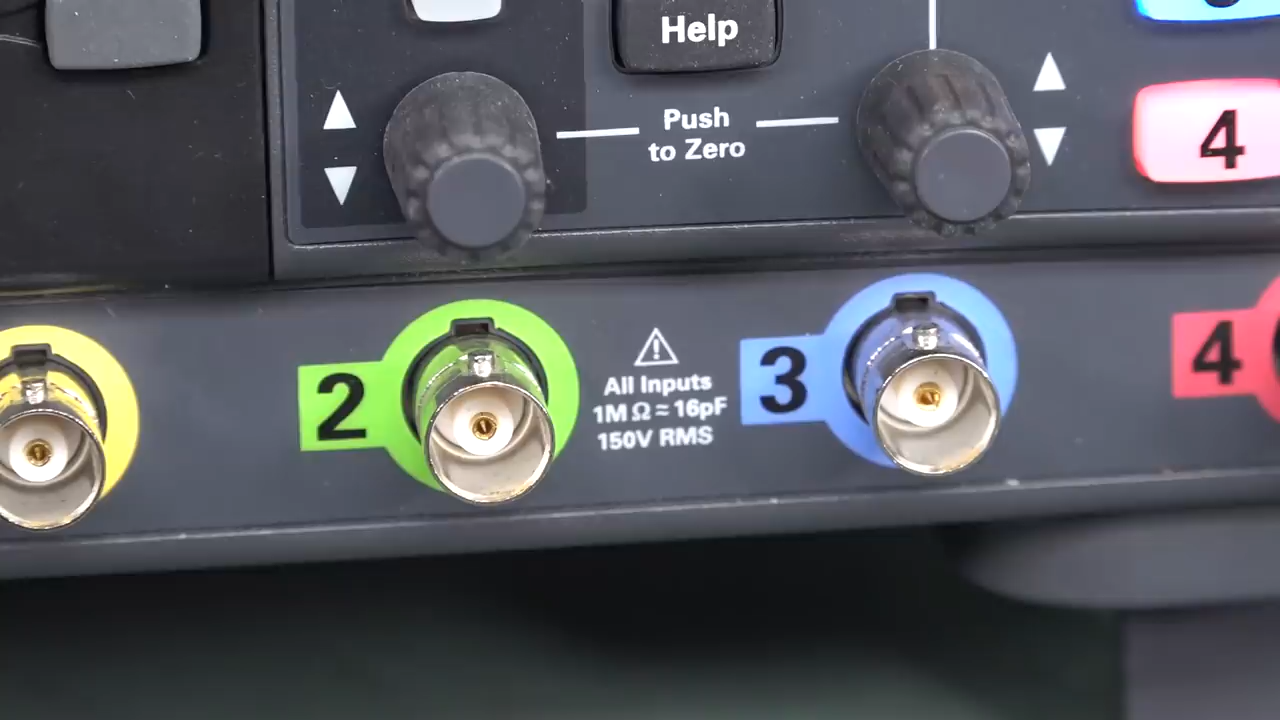 Help
Push
to Zero
4
2
All Inputs
1M Ω ≂ 16pF
150V RMS
3
4